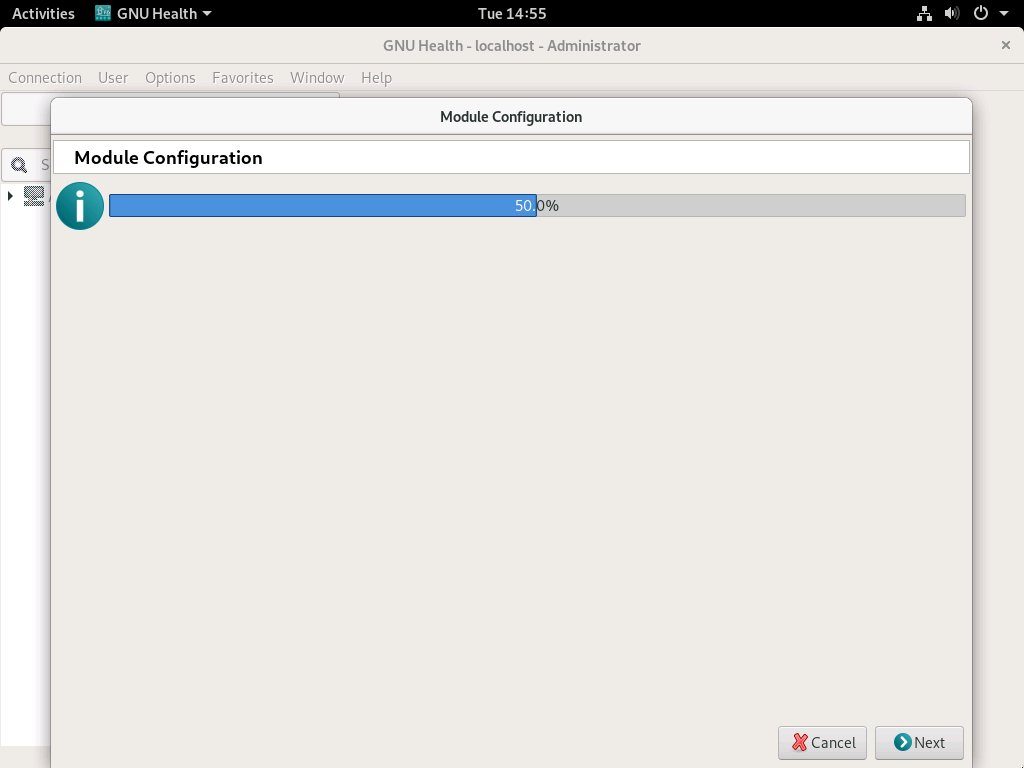 Activities GNU Health Tue 14:55
GNU Health - localhost - Administrator
Connection User Options Favorites Window Help
Module Configuration
Module Configuration
50.0%
Cancel Next